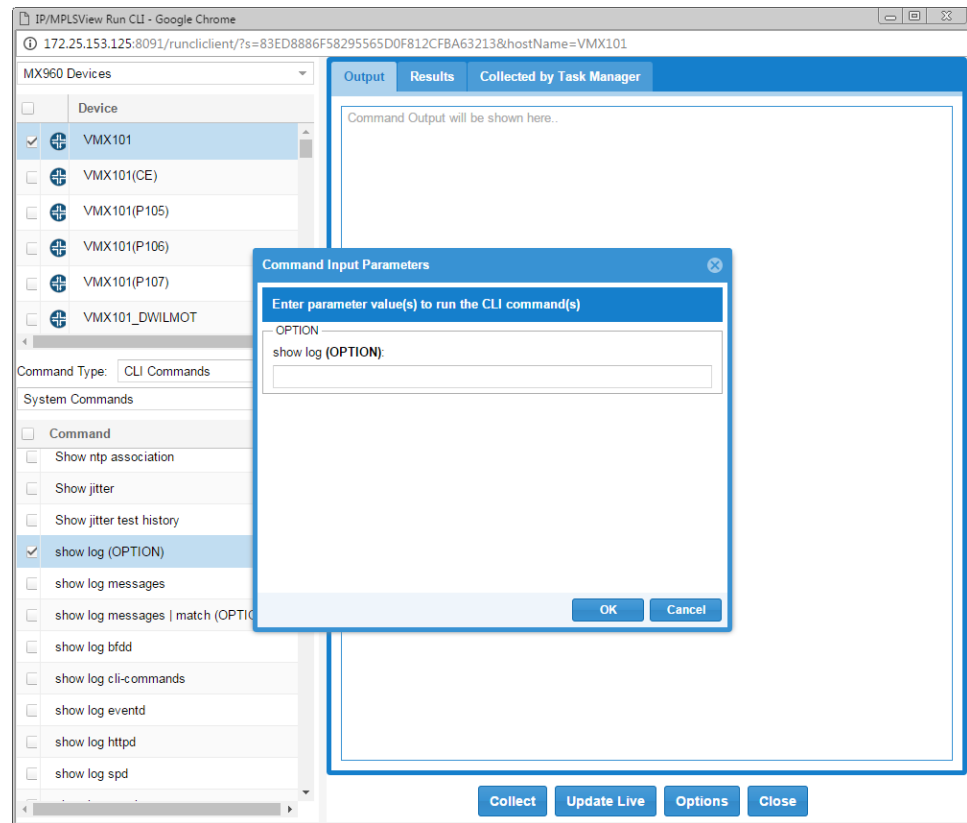 IP/MPLSView Run CLI - Google Chrome
172.25.153.125:8091/runcliclient/?s=83ED8886F58295565D0F812CFBA63213&hostName=VMX101
MX960 Devices
Device
VMX101
VMX101(CE)
VMX101(P105)
VMX101(P106)
VMX101(P107)
VMX101_DWILMOT
Command Type: CLI Commands
System Commands
Command
Show ntp association
Show jitter
Show jitter test history
show log (OPTION)
show log messages
show log messages | match (OPTIO
show log bfdd
show log cli-commands
show log eventd
show log httpd
show log spd
Output Results Collected by Task Manager
Command Output will be shown here..
Command Input Parameters
Enter parameter value(s) to run the CLI command(s)
OPTION
show log (OPTION):
OK Cancel
Collect Update Live Options Close